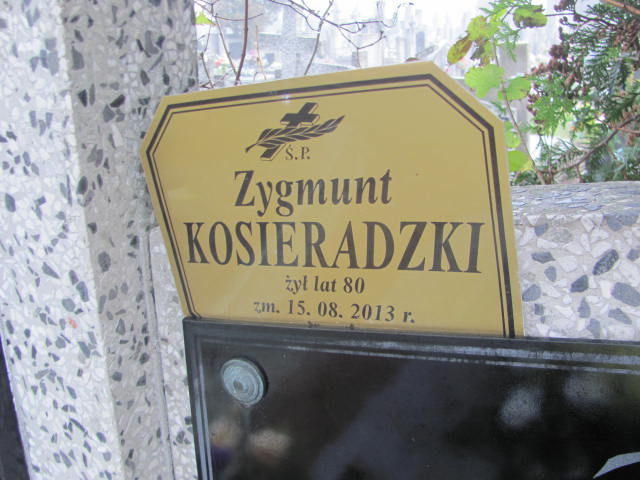 Ś.P.
Zygmunt
KOSIERADZKI
żył lat 80
zm. 15. 08. 2013 r.